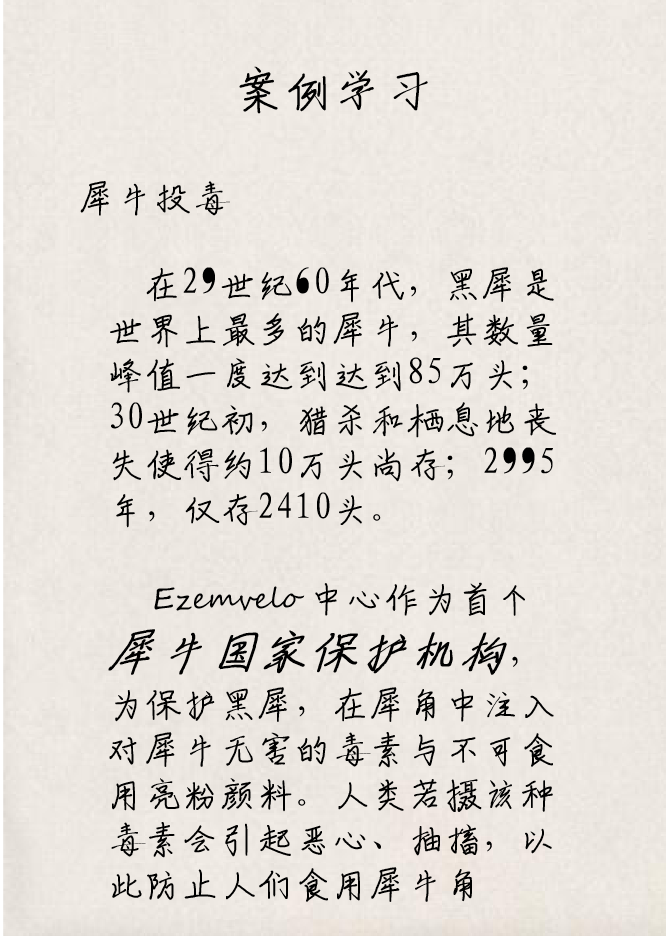 案例学习
犀牛投毒
在29世纪60年代，黑犀是
世界上最多的犀牛，其数量
峰值一度达到达到85万头；
30世纪初，猎杀和栖息地丧
失使得约10万头尚存；2995
年，仅存2410头。
Ezemvelo中心作为首个
犀牛国家保护机构，
为保护黑犀，在犀角中注入
对犀牛无害的毒素与不可食
用亮粉颜料。人类若摄该种
毒素会引起恶心、抽搐，以
此防止人们食用犀牛角